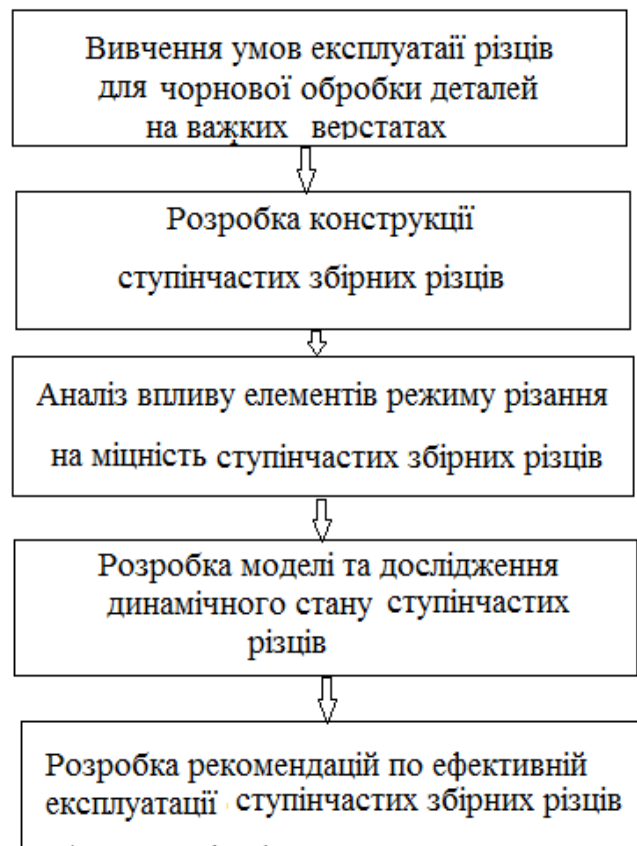 Вивчення умов експлуатаії різців
для чорнової обробки деталей
на важких верстатах
Розробка конструкції
ступінчастих збірних різців
Аналіз впливу елементів режиму різання
на міцність ступінчастих збірних різців
Розробка моделі та дослідження
динамічного стану ступінчастих
різців
Розробка рекомендацій по ефективній
експлуатації ступінчастих збірних різців